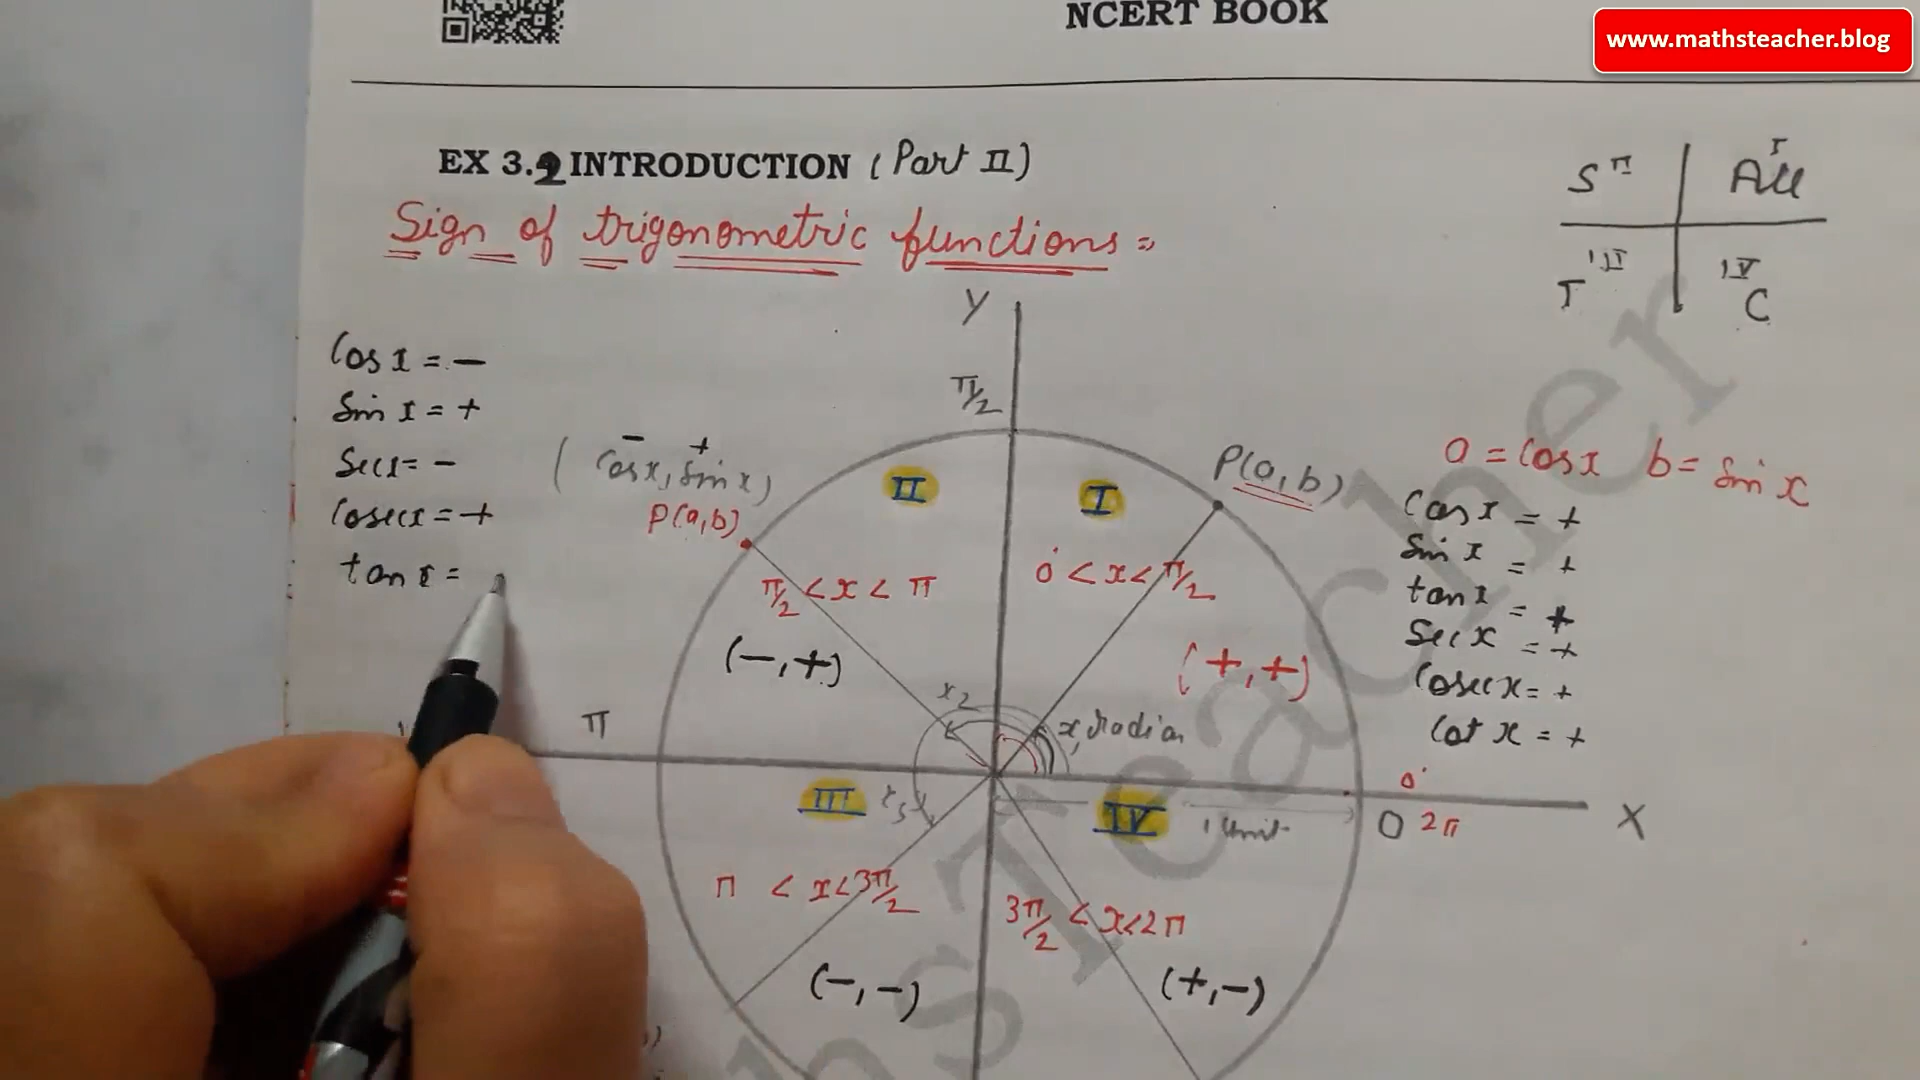 NCERT BOOK
www.mathsteacher.blog
EX 3.2 INTRODUCTION (Part II)
Sign of trigonometric functions =
S II
All I
T III
IV C
Y
π/2
Cos x = −
Sin x = +
Sec x = −
Cosec x = +
tan x =
− +
(Cos x, Sin x)
P(a,b)
II
I
P(a,b)
a = Cos x b = Sin x
Cos x = +
Sin x = +
tan x = +
Sec x = +
Cosec x = +
Cot x = +
π/2 < x < π
0 < x < π/2
(−,+)
(+,+)
x2
x, radian
π
III
IV
1 Unit
0
O 2π
X
π < x < 3π/2
3π/2 < x < 2π
(−,−)
(+,−)